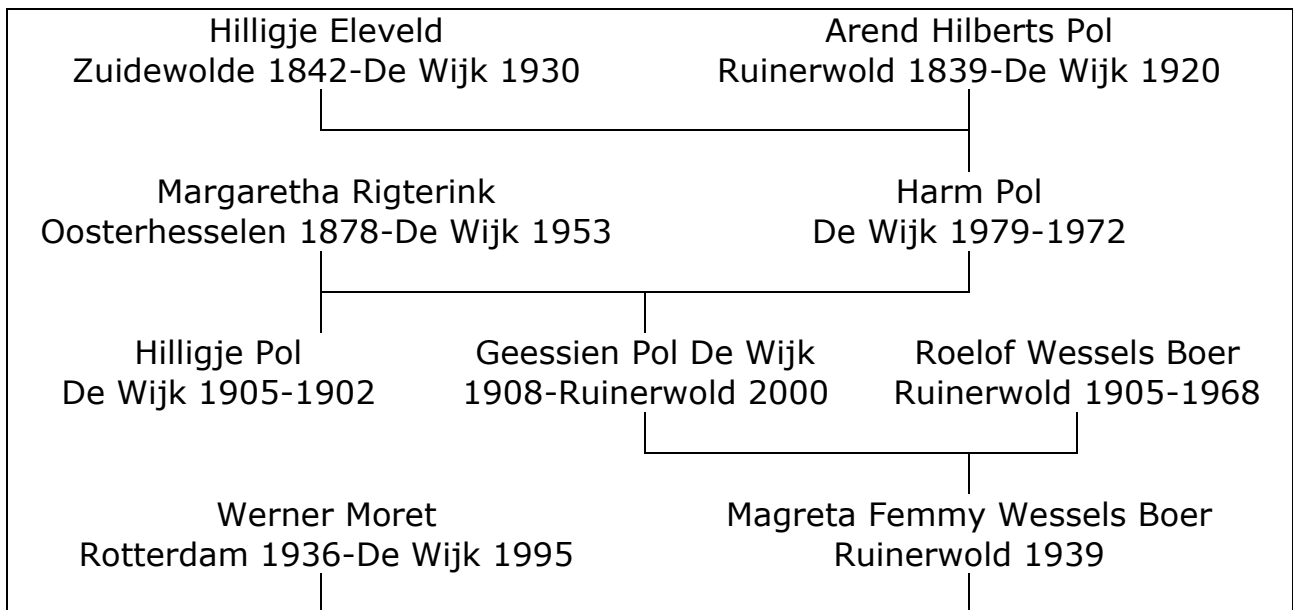 Hilligje Eleveld
Zuidewolde 1842-De Wijk 1930
Arend Hilberts Pol
Ruinerwold 1839-De Wijk 1920
Margaretha Rigterink
Oosterhesselen 1878-De Wijk 1953
Harm Pol
De Wijk 1979-1972
Hilligje Pol
De Wijk 1905-1902
Geessien Pol De Wijk
1908-Ruinerwold 2000
Roelof Wessels Boer
Ruinerwold 1905-1968
Werner Moret
Rotterdam 1936-De Wijk 1995
Magreta Femmy Wessels Boer
Ruinerwold 1939